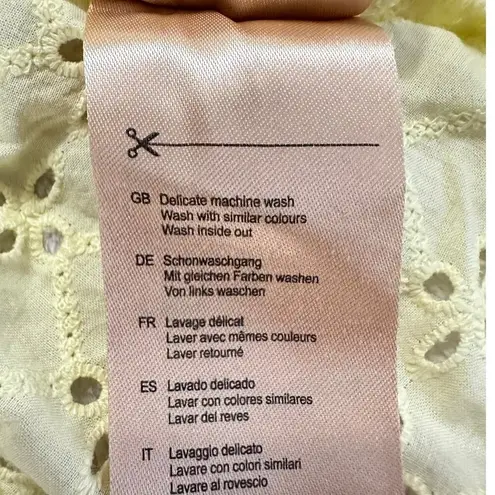 GB Delicate machine wash
Wash with similar colours
Wash inside out
DE Schonwaschgang
Mit gleichen Farben waschen
Von links waschen
FR Lavage délicat
Laver avec mêmes couleurs
Laver retourné
ES Lavado delicado
Lavar con colores similares
Lavar del reves
IT Lavaggio delicato
Lavare con colori similari
Lavare al rovescio